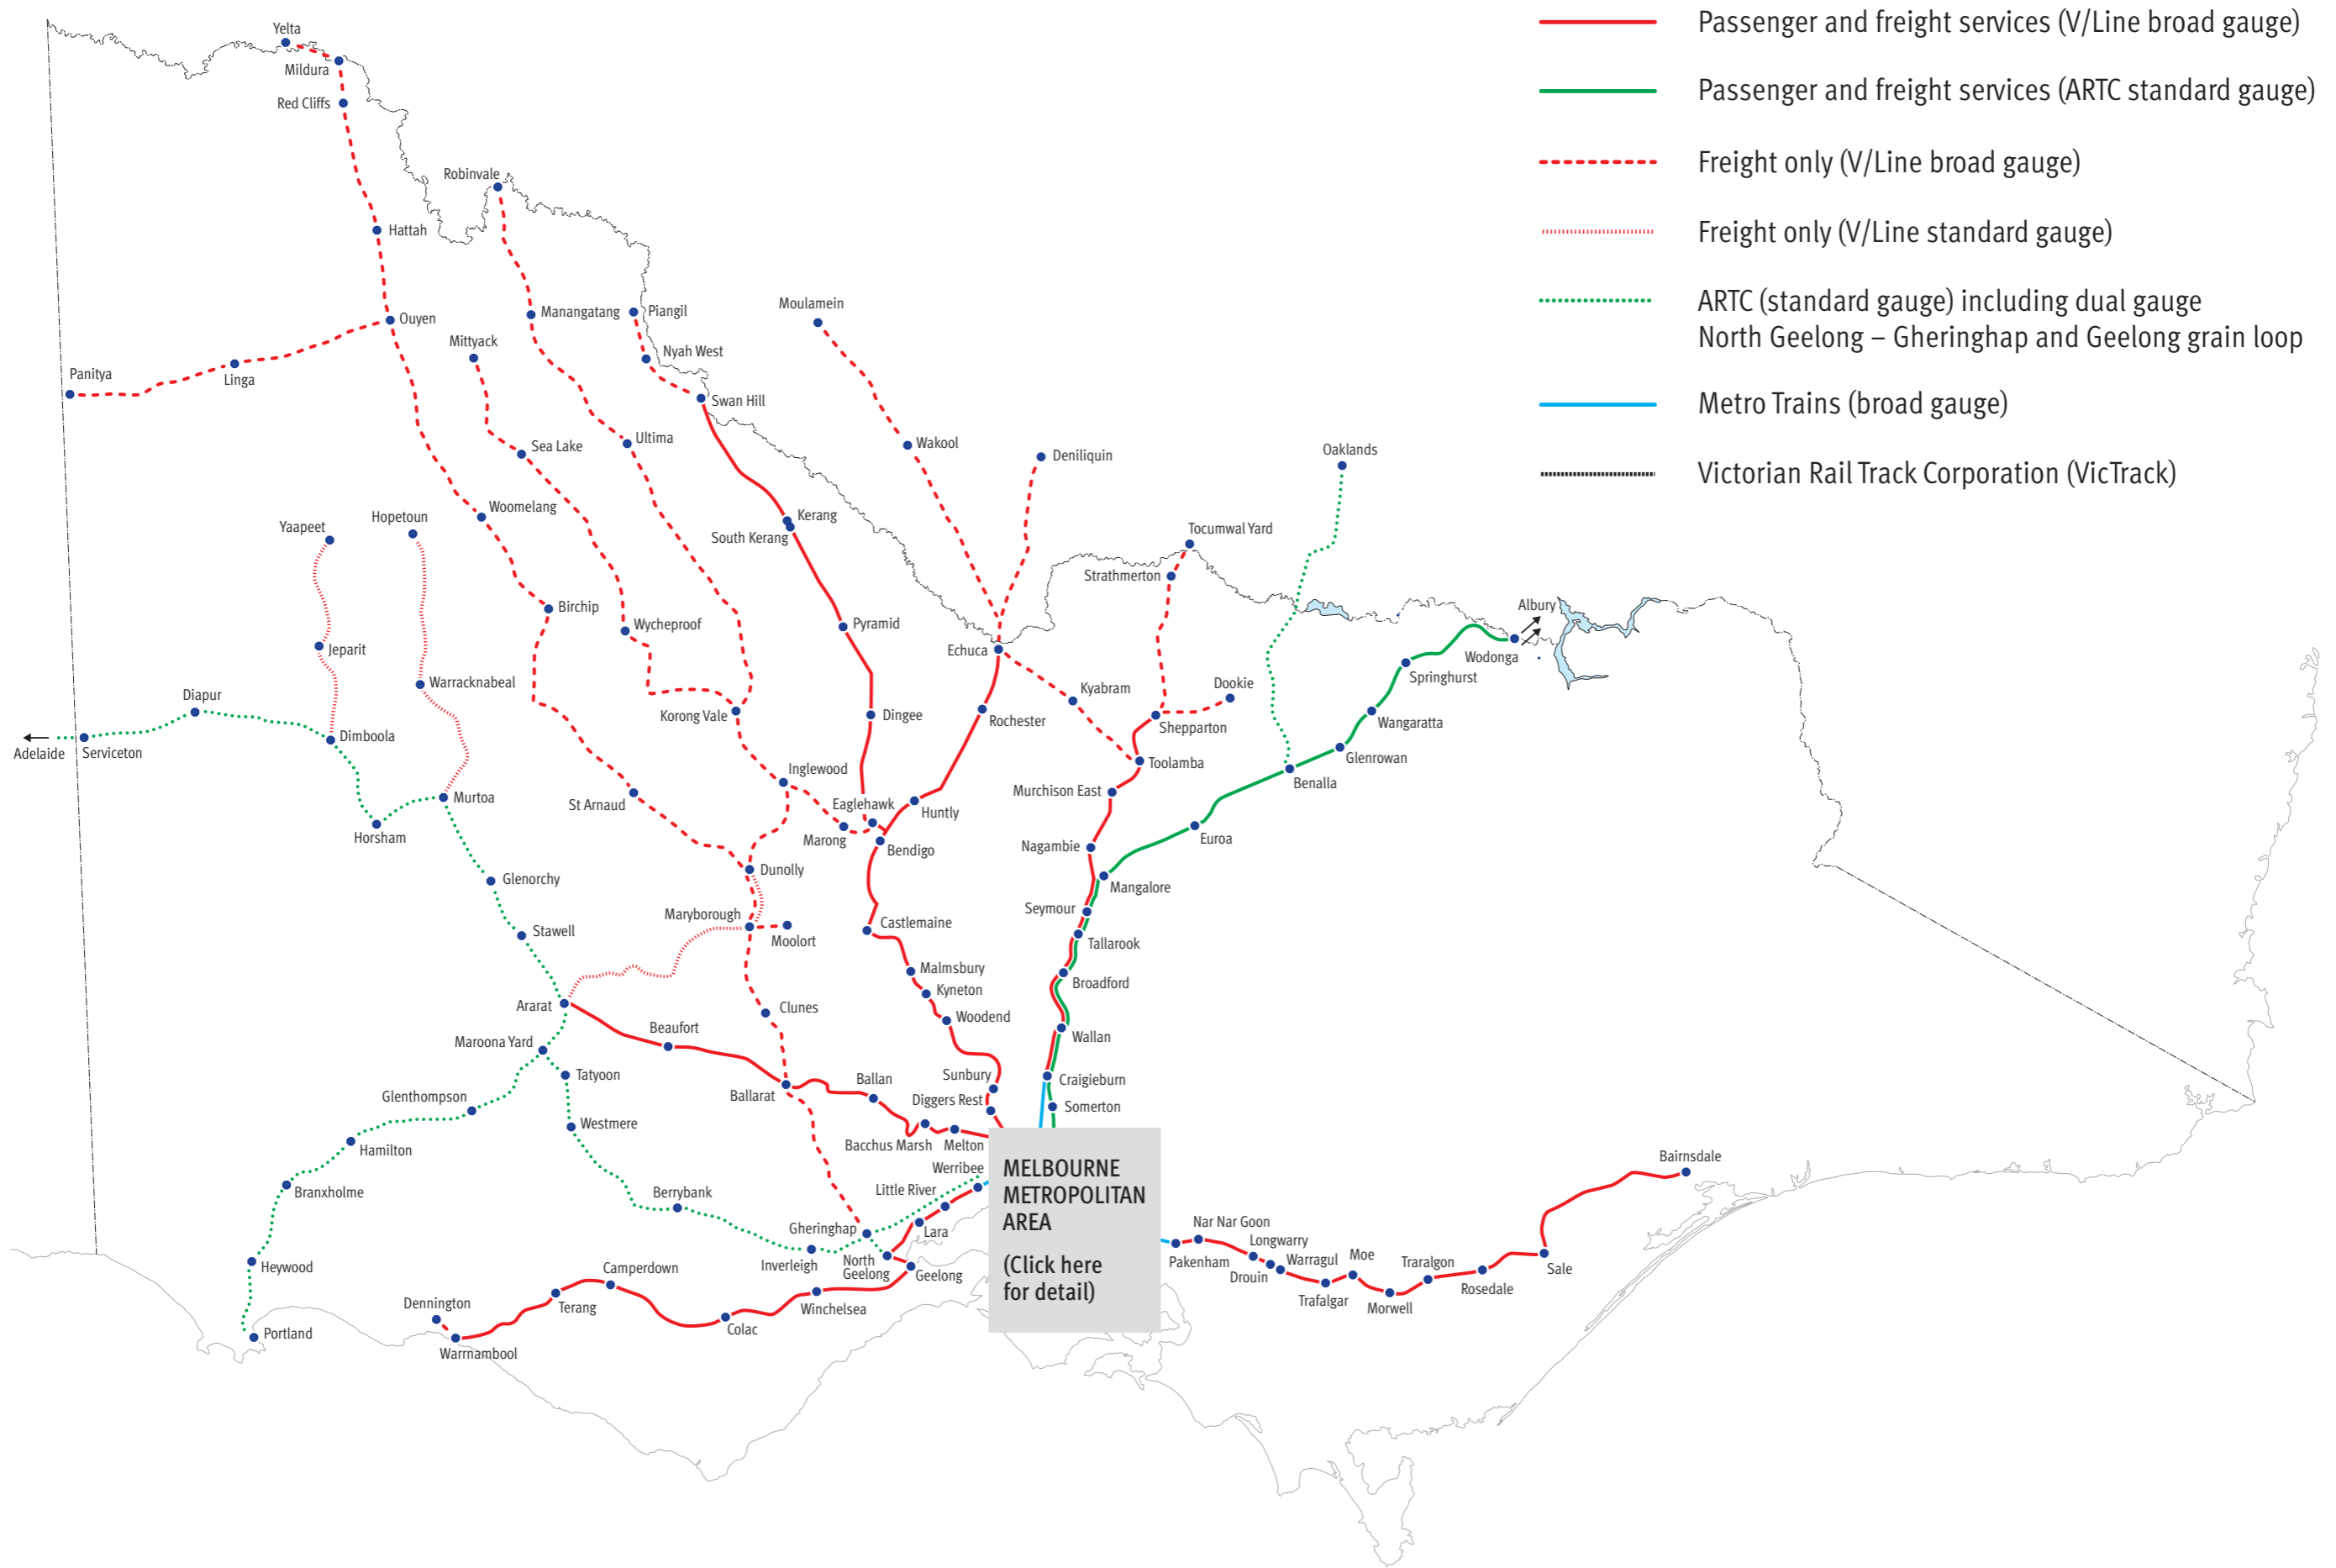 Passenger and freight services (V/Line broad gauge)
Passenger and freight services (ARTC standard gauge)
Freight only (V/Line broad gauge)
Freight only (V/Line standard gauge)
ARTC (standard gauge) including dual gauge
North Geelong – Gheringhap and Geelong grain loop
Metro Trains (broad gauge)
Victorian Rail Track Corporation (VicTrack)
Yelta
Mildura
Red Cliffs
Robinvale
Hattah
Ouyen
Manangatang
Piangil
Moulamein
Mittyack
Nyah West
Panitya
Linga
Swan Hill
Ultima
Sea Lake
Wakool
Deniliquin
Oaklands
Woomelang
Hopetoun
Yaapeet
Kerang
South Kerang
Tocumwal Yard
Strathmerton
Birchip
Wycheproof
Pyramid
Albury
Jeparit
Echuca
Wodonga
Springhurst
Warracknabeal
Diapur
Korong Vale
Dingee
Rochester
Kyabram
Dookie
Shepparton
Wangaratta
Adelaide
Serviceton
Dimboola
Toolamba
Glenrowan
Inglewood
Benalla
Murtoa
St Arnaud
Eaglehawk
Huntly
Murchison East
Horsham
Marong
Bendigo
Nagambie
Euroa
Glenorchy
Dunolly
Mangalore
Maryborough
Moolort
Castlemaine
Seymour
Tallarook
Stawell
Malmsbury
Kyneton
Broadford
Ararat
Clunes
Woodend
Beaufort
Wallan
Maroona Yard
Tatyoon
Ballan
Sunbury
Craigieburn
Glenthompson
Ballarat
Diggers Rest
Somerton
Westmere
Bacchus Marsh
Melton
Hamilton
Werribee
MELBOURNE
METROPOLITAN
AREA
(Click here
for detail)
Bairnsdale
Branxholme
Berrybank
Little River
Gheringhap
Lara
Nar Nar Goon
Longwarry
Pakenham
Drouin
Warragul
Moe
Traralgon
Sale
Heywood
Inverleigh
North
Geelong
Geelong
Camperdown
Trafalgar
Morwell
Rosedale
Dennington
Terang
Winchelsea
Portland
Colac
Warrnambool